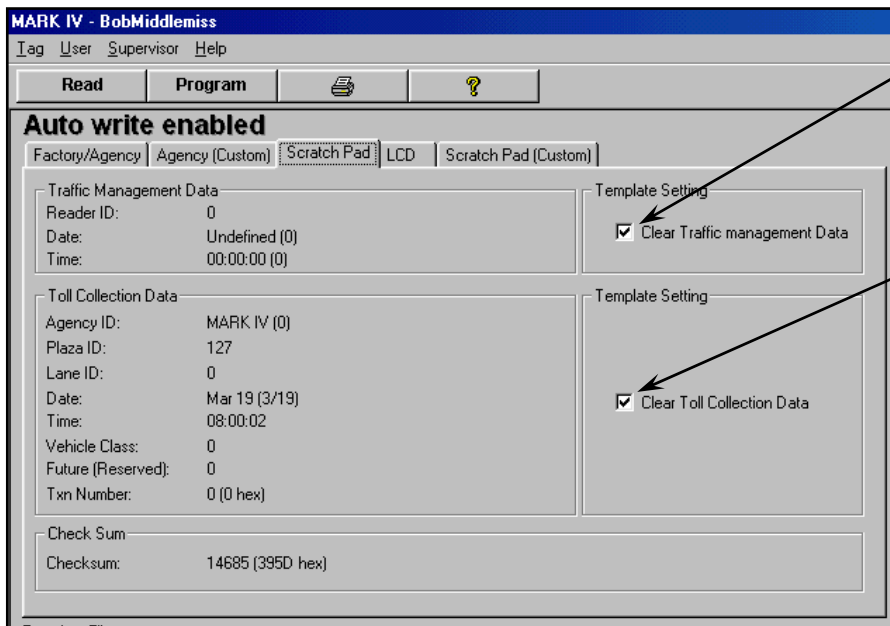 MARK IV - BobMiddlemiss
Tag User Supervisor Help
Read Program
Auto write enabled
Factory/Agency Agency (Custom) Scratch Pad LCD Scratch Pad (Custom)
Traffic Management Data
Reader ID: 0
Date: Undefined (0)
Time: 00:00:00 (0)
Template Setting
Clear Traffic management Data
Toll Collection Data
Agency ID: MARK IV (0)
Plaza ID: 127
Lane ID: 0
Date: Mar 19 (3/19)
Time: 08:00:02
Vehicle Class: 0
Future (Reserved): 0
Txn Number: 0 (0 hex)
Template Setting
Clear Toll Collection Data
Check Sum
Checksum: 14685 (395D hex)